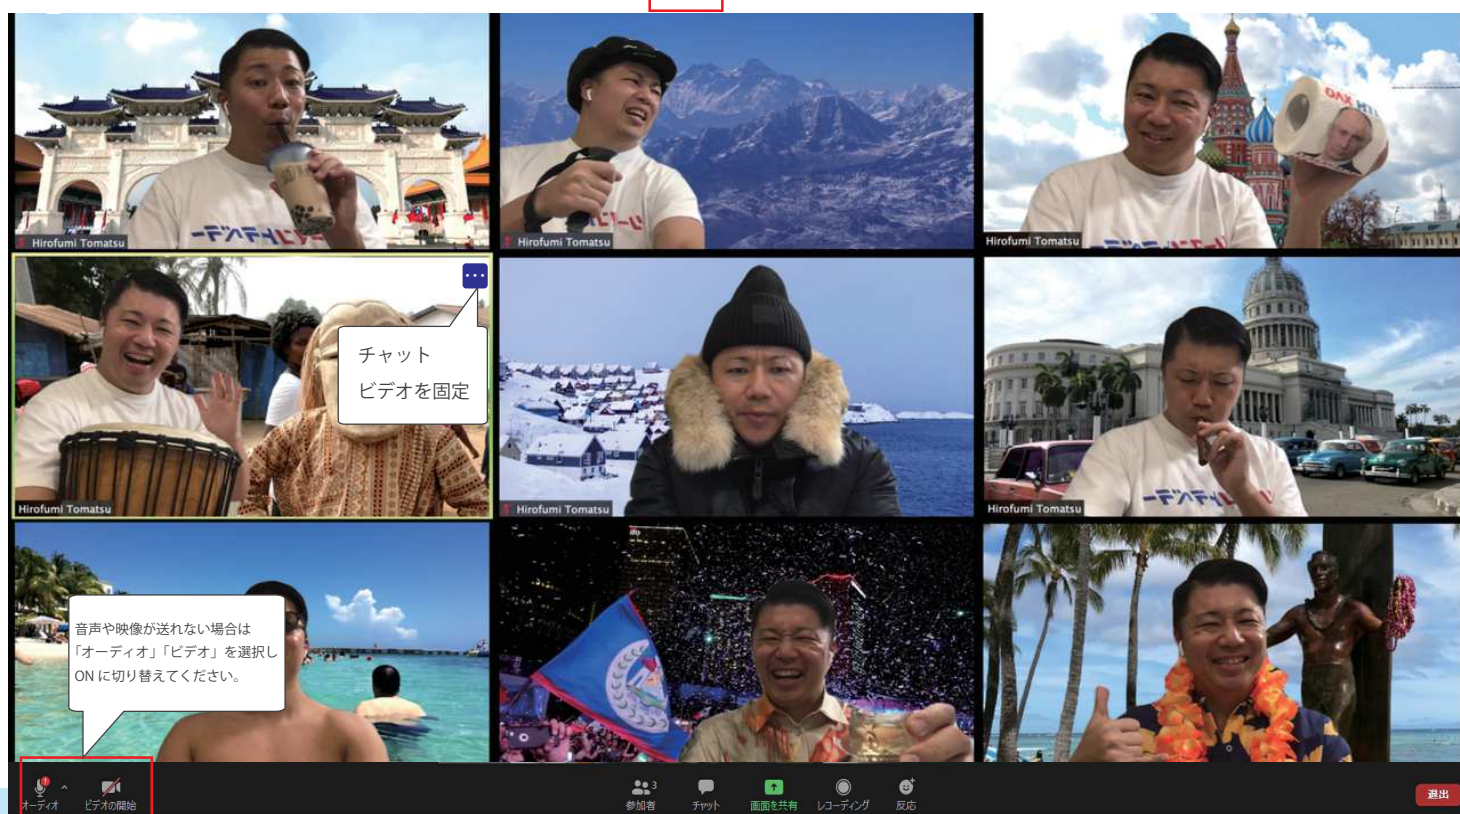 Hirofumi Tomatsu
Hirofumi Tomatsu
Hirofumi Tomatsu
チャット
ビデオを固定
Hirofumi Tomatsu
Hirofumi Tomatsu
Hirofumi Tomatsu
音声や映像が送れない場合は
「オーディオ」「ビデオ」を選択し
ON に切り替えてください。
オーディオ
ビデオの開始
3
参加者
チャット
画面を共有
レコーディング
反応
退出